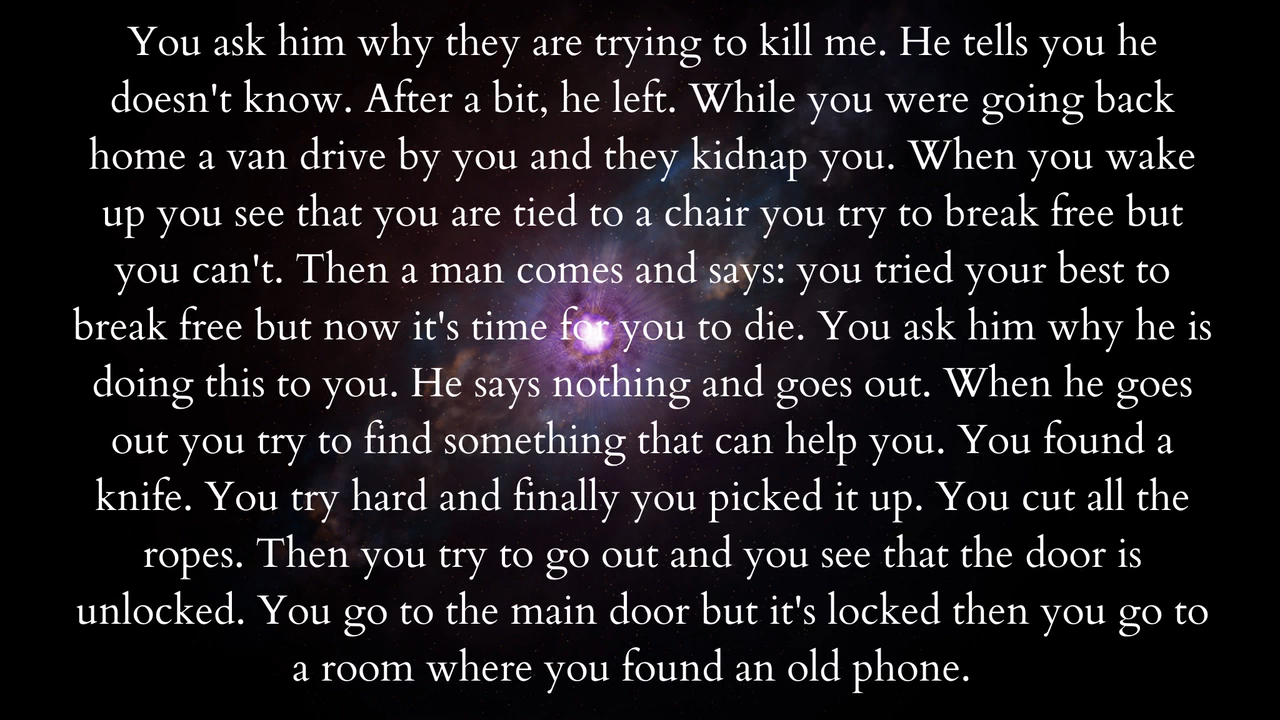 You ask him why they are trying to kill me. He tells you he
doesn't know. After a bit, he left. While you were going back
home a van drive by you and they kidnap you. When you wake
up you see that you are tied to a chair you try to break free but
you can't. Then a man comes and says: you tried your best to
break free but now it's time for you to die. You ask him why he is
doing this to you. He says nothing and goes out. When he goes
out you try to find something that can help you. You found a
knife. You try hard and finally you picked it up. You cut all the
ropes. Then you try to go out and you see that the door is
unlocked. You go to the main door but it's locked then you go to
a room where you found an old phone.